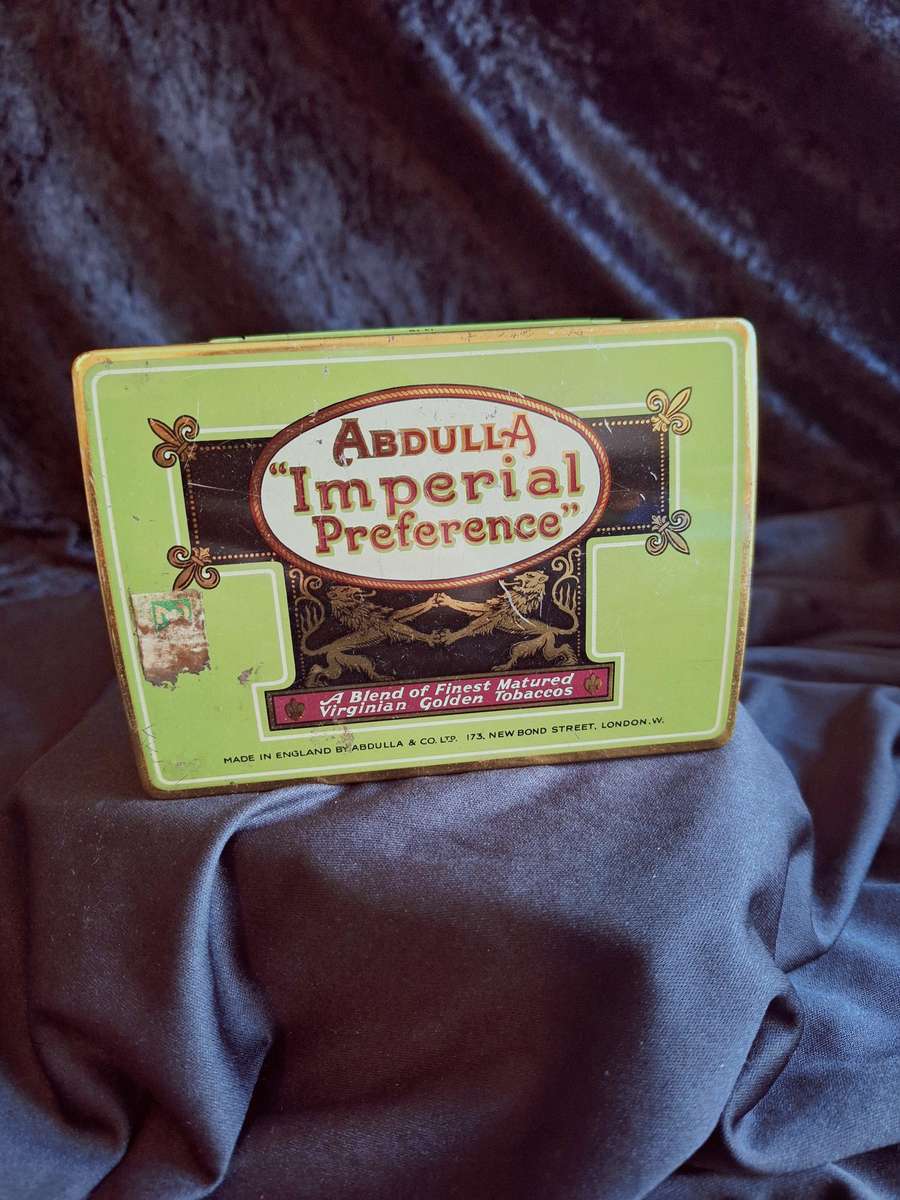 ABDULLA
"Imperial
Preference"
A Blend of Finest Matured
Virginian Golden Tobaccos
MADE IN ENGLAND BY ABDULLA & CO. LTD. 173, NEW BOND STREET, LONDON. W.